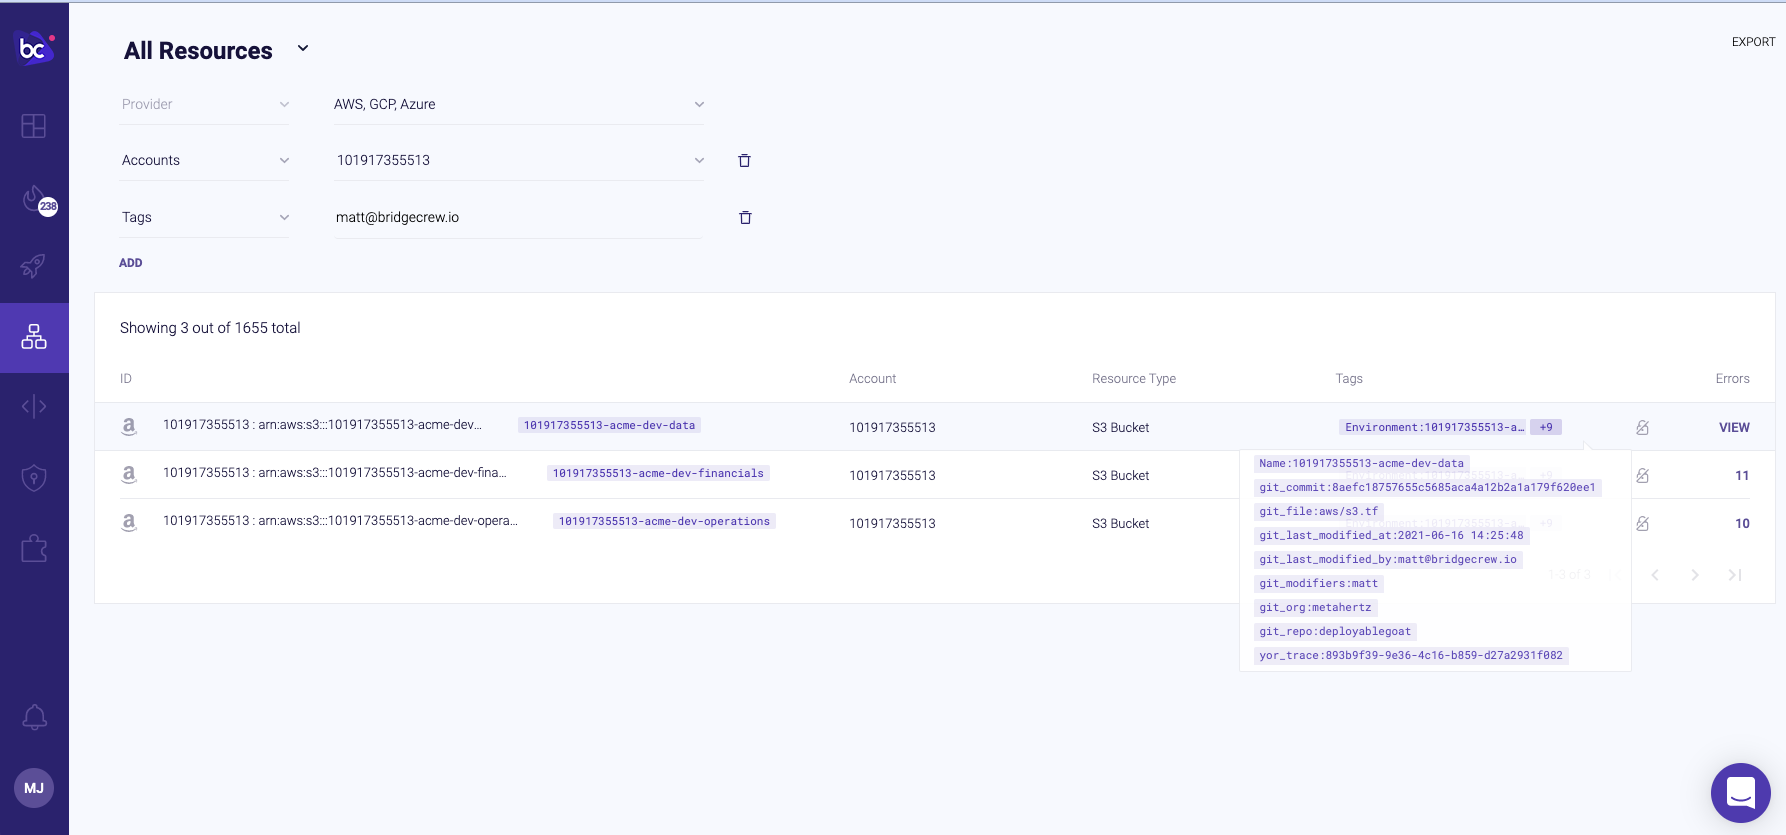 bc
All Resources
EXPORT
Provider
AWS, GCP, Azure
Accounts
101917355513
238
Tags
matt@bridgecrew.io
ADD
Showing 3 out of 1655 total
ID Account Resource Type Tags Errors
101917355513 : arn:aws:s3:::101917355513-acme-dev... 101917355513-acme-dev-data 101917355513 S3 Bucket Environment:101917355513-a... +9 VIEW
101917355513 : arn:aws:s3:::101917355513-acme-dev-fina... 101917355513-acme-dev-financials 101917355513 S3 Bucket +9 11
101917355513 : arn:aws:s3:::101917355513-acme-dev-opera... 101917355513-acme-dev-operations 101917355513 S3 Bucket Environment:101917355513-a... +9 10
Name:101917355513-acme-dev-data
git_commit:8aefc18757655c5685aca4a12b2a1a179f620ee1
git_file:aws/s3.tf
git_last_modified_at:2021-06-16 14:25:48
git_last_modified_by:matt@bridgecrew.io
git_modifiers:matt
git_org:metahertz
git_repo:deployablegoat
yor_trace:893b9f39-9e36-4c16-b859-d27a2931f082
1-3 of 3
MJ